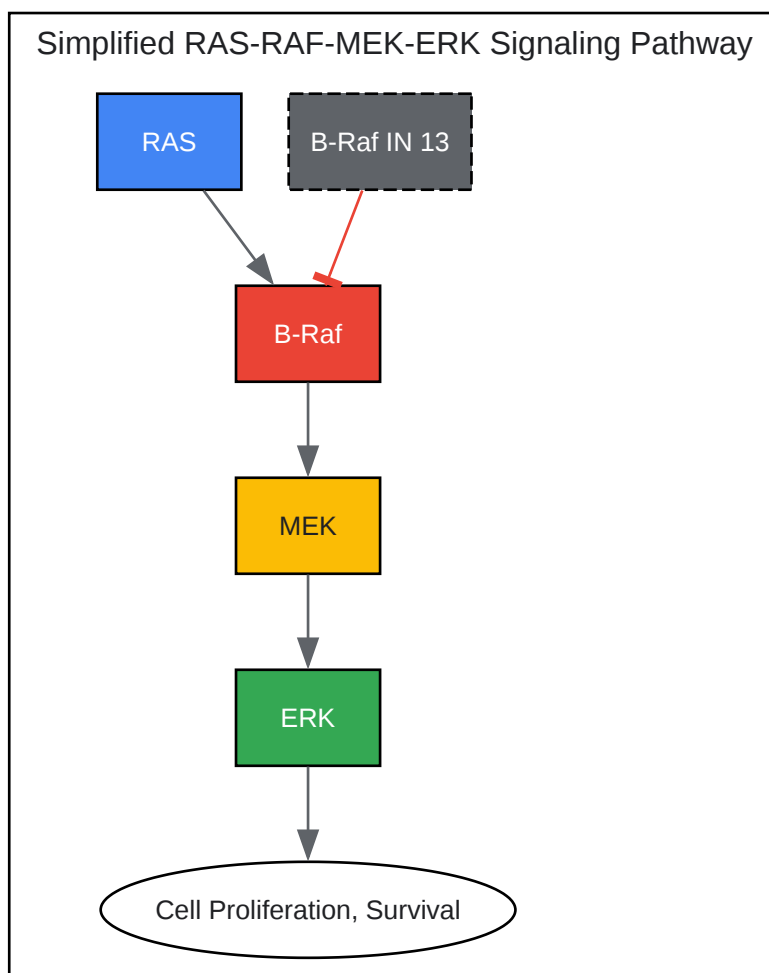 Simplified RAS-RAF-MEK-ERK Signaling Pathway
RAS
B-Raf IN 13
B-Raf
MEK
ERK
Cell Proliferation, Survival